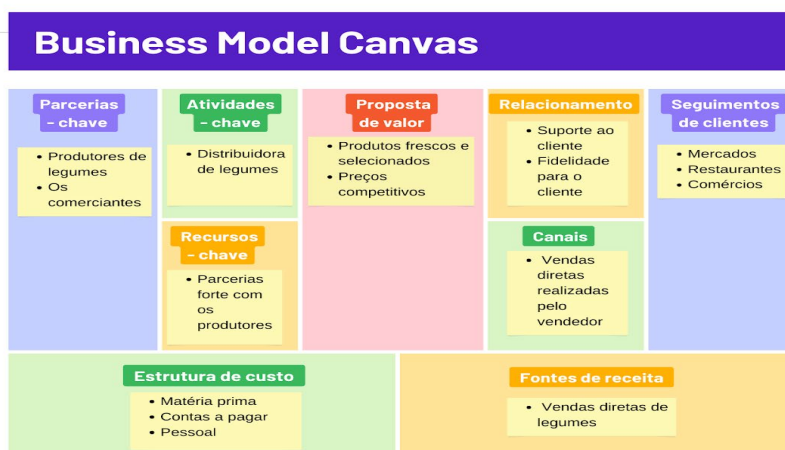 Business Model Canvas
Parcerias
- chave
• Produtores de
legumes
• Os
comerciantes
Atividades
- chave
• Distribuidora
de legumes
Recursos
- chave
• Parcerias
forte com
os
produtores
Proposta
de valor
• Produtos frescos e
selecionados
• Preços
competitivos
Relacionamento
• Suporte ao
cliente
• Fidelidade
para o
cliente
Canais
• Vendas
diretas
realizadas
pelo
vendedor
Seguimentos
de clientes
• Mercados
• Restaurantes
• Comércios
Estrutura de custo
• Matéria prima
• Contas a pagar
• Pessoal
Fontes de receita
• Vendas diretas de
legumes